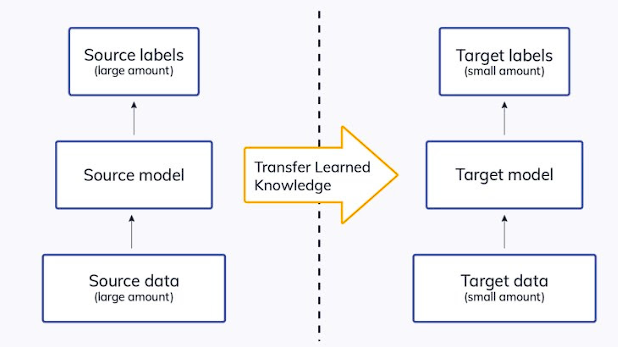 Source labels
(large amount)
Target labels
(small amount)
Source model
Transfer Learned
Knowledge
Target model
Source data
(large amount)
Target data
(small amount)